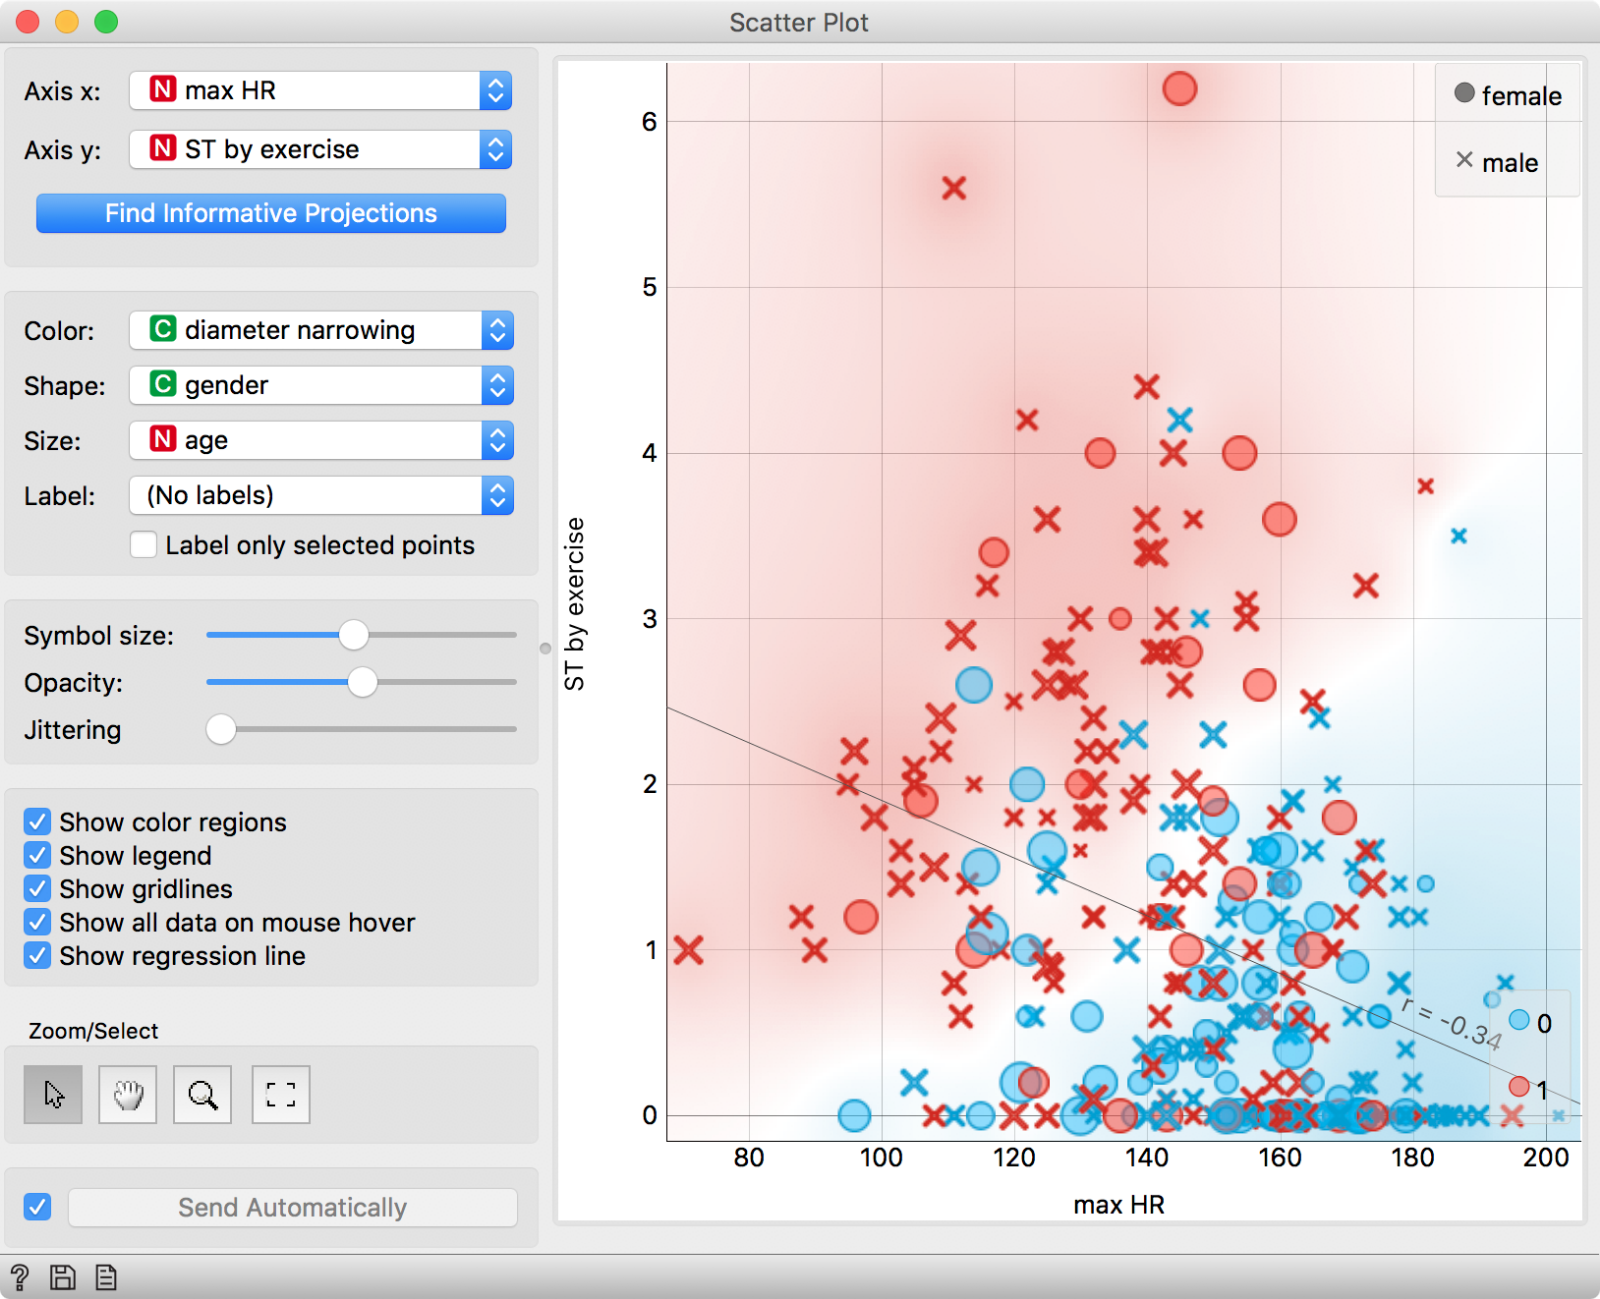 Scatter Plot
Axis x: N max HR
Axis y: N ST by exercise
Find Informative Projections
Color: C diameter narrowing
Shape: C gender
Size: N age
Label: (No labels)
Label only selected points
Symbol size:
Opacity:
Jittering
Show color regions
Show legend
Show gridlines
Show all data on mouse hover
Show regression line
Zoom/Select
Send Automatically
?
ST by exercise
6
5
4
3
2
1
0
80 100 120 140 160 180 200
max HR
female
male
r = -0.34
0
1